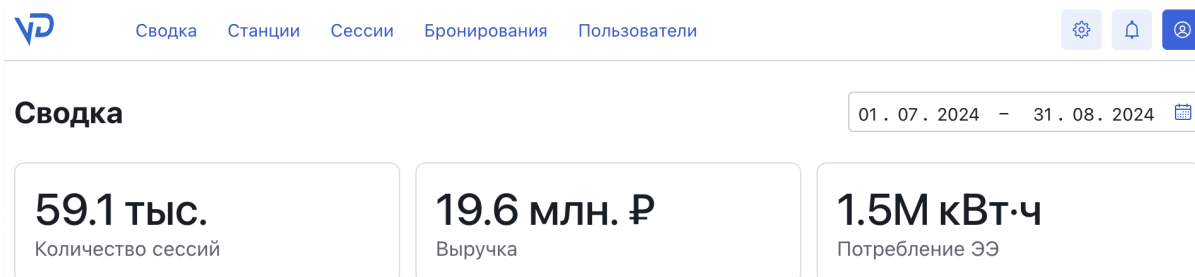 VD
Сводка Станции Сессии Бронирования Пользователи
Сводка
01 . 07 . 2024 – 31 . 08 . 2024
59.1 тыс. 19.6 млн. ₽ 1.5М кВт·ч
Количество сессий Выручка Потребление ЭЭ